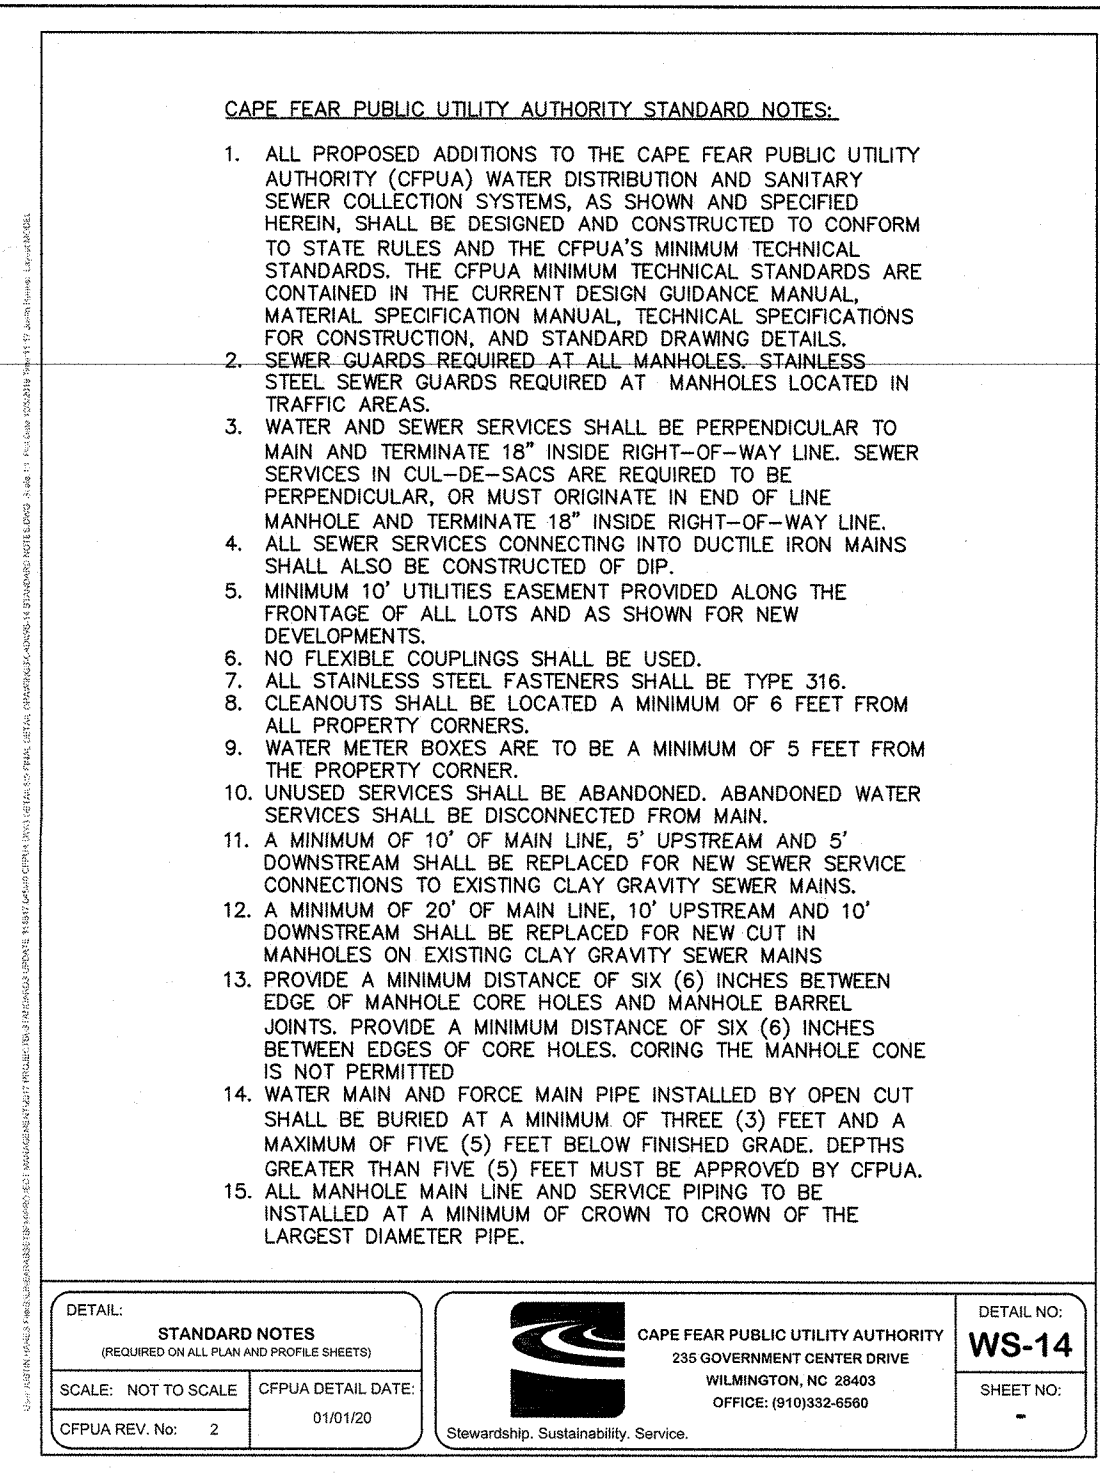 CAPE FEAR PUBLIC UTILITY AUTHORITY STANDARD NOTES:
1. ALL PROPOSED ADDITIONS TO THE CAPE FEAR PUBLIC UTILITY
AUTHORITY (CFPUA) WATER DISTRIBUTION AND SANITARY
SEWER COLLECTION SYSTEMS, AS SHOWN AND SPECIFIED
HEREIN, SHALL BE DESIGNED AND CONSTRUCTED TO CONFORM
TO STATE RULES AND THE CFPUA'S MINIMUM TECHNICAL
STANDARDS. THE CFPUA MINIMUM TECHNICAL STANDARDS ARE
CONTAINED IN THE CURRENT DESIGN GUIDANCE MANUAL,
MATERIAL SPECIFICATION MANUAL, TECHNICAL SPECIFICATIONS
FOR CONSTRUCTION, AND STANDARD DRAWING DETAILS.
2. SEWER GUARDS REQUIRED AT ALL MANHOLES. STAINLESS
STEEL SEWER GUARDS REQUIRED AT MANHOLES LOCATED IN
TRAFFIC AREAS.
3. WATER AND SEWER SERVICES SHALL BE PERPENDICULAR TO
MAIN AND TERMINATE 18" INSIDE RIGHT-OF-WAY LINE. SEWER
SERVICES IN CUL-DE-SACS ARE REQUIRED TO BE
PERPENDICULAR, OR MUST ORIGINATE IN END OF LINE
MANHOLE AND TERMINATE 18" INSIDE RIGHT-OF-WAY LINE.
4. ALL SEWER SERVICES CONNECTING INTO DUCTILE IRON MAINS
SHALL ALSO BE CONSTRUCTED OF DIP.
5. MINIMUM 10' UTILITIES EASEMENT PROVIDED ALONG THE
FRONTAGE OF ALL LOTS AND AS SHOWN FOR NEW
DEVELOPMENTS.
6. NO FLEXIBLE COUPLINGS SHALL BE USED.
7. ALL STAINLESS STEEL FASTENERS SHALL BE TYPE 316.
8. CLEANOUTS SHALL BE LOCATED A MINIMUM OF 6 FEET FROM
ALL PROPERTY CORNERS.
9. WATER METER BOXES ARE TO BE A MINIMUM OF 5 FEET FROM
THE PROPERTY CORNER.
10. UNUSED SERVICES SHALL BE ABANDONED. ABANDONED WATER
SERVICES SHALL BE DISCONNECTED FROM MAIN.
11. A MINIMUM OF 10' OF MAIN LINE, 5' UPSTREAM AND 5'
DOWNSTREAM SHALL BE REPLACED FOR NEW SEWER SERVICE
CONNECTIONS TO EXISTING CLAY GRAVITY SEWER MAINS.
12. A MINIMUM OF 20' OF MAIN LINE, 10' UPSTREAM AND 10'
DOWNSTREAM SHALL BE REPLACED FOR NEW CUT IN
MANHOLES ON EXISTING CLAY GRAVITY SEWER MAINS
13. PROVIDE A MINIMUM DISTANCE OF SIX (6) INCHES BETWEEN
EDGE OF MANHOLE CORE HOLES AND MANHOLE BARREL
JOINTS. PROVIDE A MINIMUM DISTANCE OF SIX (6) INCHES
BETWEEN EDGES OF CORE HOLES. CORING THE MANHOLE CONE
IS NOT PERMITTED
14. WATER MAIN AND FORCE MAIN PIPE INSTALLED BY OPEN CUT
SHALL BE BURIED AT A MINIMUM OF THREE (3) FEET AND A
MAXIMUM OF FIVE (5) FEET BELOW FINISHED GRADE. DEPTHS
GREATER THAN FIVE (5) FEET MUST BE APPROVED BY CFPUA.
15. ALL MANHOLE MAIN LINE AND SERVICE PIPING TO BE
INSTALLED AT A MINIMUM OF CROWN TO CROWN OF THE
LARGEST DIAMETER PIPE.
DETAIL:
STANDARD NOTES
(REQUIRED ON ALL PLAN AND PROFILE SHEETS)
SCALE: NOT TO SCALE
CFPUA REV. No: 2
CFPUA DETAIL DATE:
01/01/20
CAPE FEAR PUBLIC UTILITY AUTHORITY
235 GOVERNMENT CENTER DRIVE
WILMINGTON, NC 28403
OFFICE: (910)332-6560
Stewardship. Sustainability. Service.
DETAIL NO:
WS-14
SHEET NO:
-